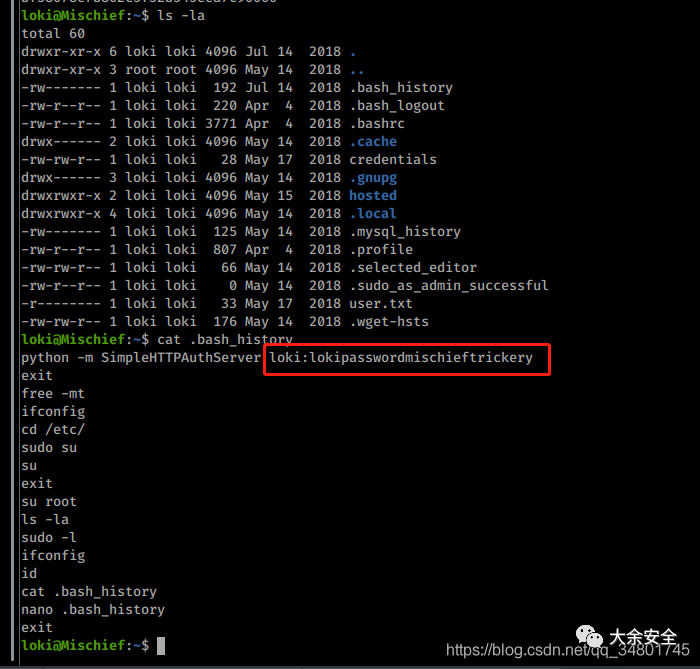 loki@Mischief:~$ ls -la
total 60
drwxr-xr-x 6 loki loki 4096 Jul 14  2018 .
drwxr-xr-x 3 root root 4096 May 14  2018 ..
-rw------- 1 loki loki  192 Jul 14  2018 .bash_history
-rw-r--r-- 1 loki loki  220 Apr  4  2018 .bash_logout
-rw-r--r-- 1 loki loki 3771 Apr  4  2018 .bashrc
drwx------ 2 loki loki 4096 May 14  2018 .cache
-rw-rw-r-- 1 loki loki   28 May 17  2018 credentials
drwx------ 3 loki loki 4096 May 14  2018 .gnupg
drwxrwxr-x 2 loki loki 4096 May 15  2018 hosted
drwxrwxr-x 4 loki loki 4096 May 14  2018 .local
-rw------- 1 loki loki  125 May 14  2018 .mysql_history
-rw-r--r-- 1 loki loki  807 Apr  4  2018 .profile
-rw-rw-r-- 1 loki loki   66 May 14  2018 .selected_editor
-rw-r--r-- 1 loki loki    0 May 14  2018 .sudo_as_admin_successful
-r-------- 1 loki loki   33 May 17  2018 user.txt
-rw-rw-r-- 1 loki loki  176 May 14  2018 .wget-hsts
loki@Mischief:~$ cat .bash_history
python -m SimpleHTTPAuthServer loki:lokipasswordmischieftrickery
exit
free -mt
ifconfig
cd /etc/
sudo su
su
exit
su root
ls -la
sudo -l
ifconfig
id
cat .bash_history
nano .bash_history
exit
loki@Mischief:~$
大余安全
https://blog.csdn.net/qq_34801745